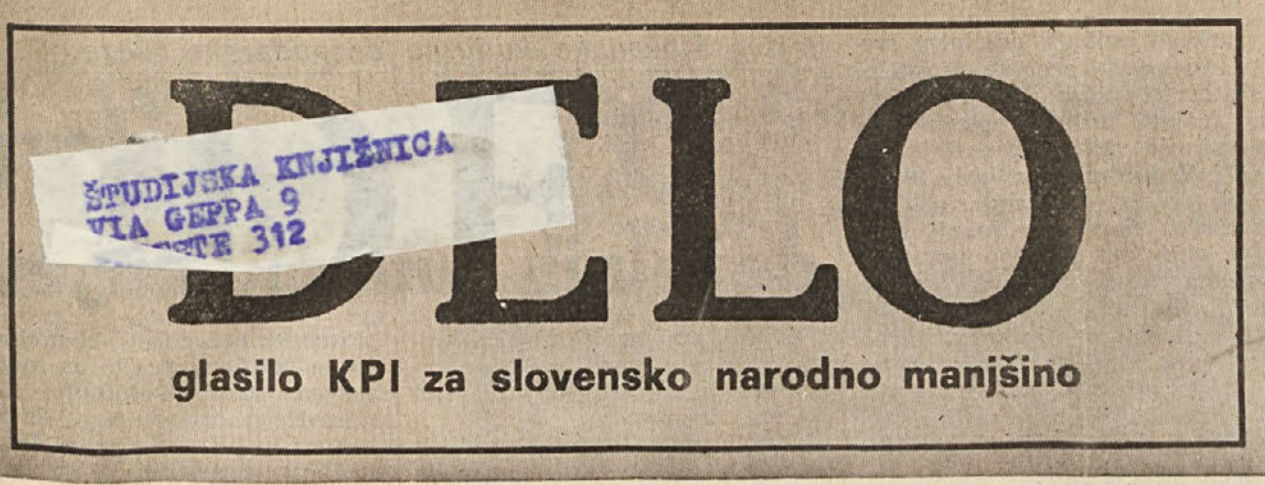 DELO
ŠTUDIJSKA KNJIŽNICA
VIA GEPPA 9
312
glasilo KPI za slovensko narodno manjšino